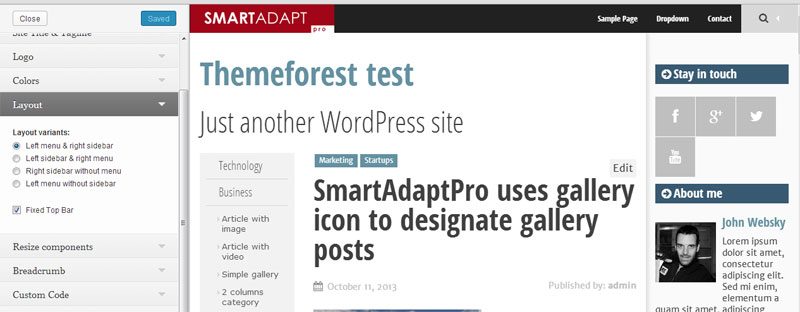 Close
Saved
Site Title & Tagline
Logo
Colors
Layout
Layout variants:
Left menu & right sidebar
Left sidebar & right menu
Right sidebar without menu
Left menu without sidebar
Fixed Top Bar
Resize components
Breadcrumb
Custom Code
SMARTADAPT
pro
Sample Page
Dropdown
Contact
Themeforest test
Just another WordPress site
Technology
Business
Article with
image
Article with
video
Simple gallery
2 columns
category
Marketing
Startups
Edit
SmartAdaptPro uses gallery
icon to designate gallery
posts
October 11, 2013
Published by: admin
Stay in touch
f
g+
You
Tube
About me
John Websky
Lorem ipsum
dolor sit amet,
consectetur
adipiscing elit.
Sed mi enim,
elementum a
quam sit amet,